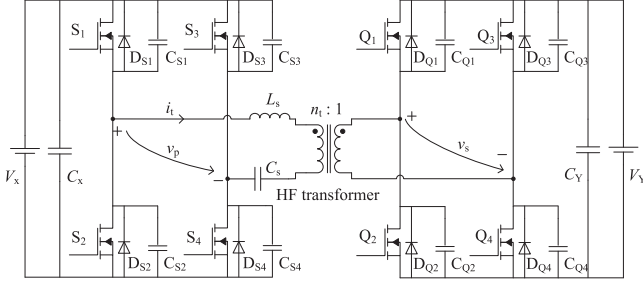 S1 DS1 CS1 S3 DS3 CS3 Q1 DQ1 CQ1 Q3 DQ3 CQ3
it Ls nt : 1
+ vp − + vs −
Vx Cx Cs CY VY
HF transformer
S2 DS2 CS2 S4 DS4 CS4 Q2 DQ2 CQ2 Q4 DQ4 CQ4